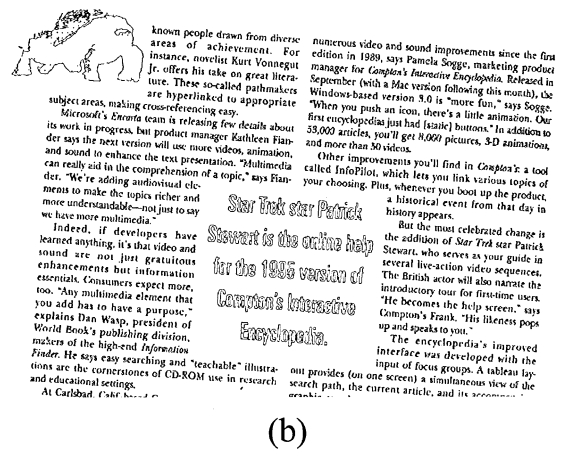 known people drawn from diverse
areas of achievement. For
instance, novelist Kurt Vonnegut
Jr. offers his take on great litera-
ture. These so-called pathmakers
are hyperlinked to appropriate
subject areas, making cross-referencing easy.
Microsoft's Encarta team is releasing few details about
its work in progress, but product manager Kathleen Fian-
der says the next version will use more videos, animation,
and sound to enhance the text presentation. "Multimedia
can really aid in the comprehension of a topic," says Fian-
der. "We're adding audiovisual ele-
ments to make the topics richer and
more understandable—not just to say
we have more multimedia."
Indeed, if developers have
learned anything, it's that video and
sound are not just gratuitous
enhancements but information
essentials. Consumers expect more,
too. "Any multimedia element that
you add has to have a purpose,"
explains Dan Wasp, president of
World Book's publishing division,
makers of the high-end Information
Finder. He says easy searching and "teachable" illustra-
tions are the cornerstones of CD-ROM use in research
and educational settings.
At Carlsbad, Calif.-based
Star Trek star Patrick
Stewart is the online help
for the 1995 version of
Compton's Interactive
Encyclopedia.
numerous video and sound improvements since the first
edition in 1989, says Pamela Sogge, marketing product
manager for Compton's Interactive Encyclopedia. Released in
September (with a Mac version following this month), the
Windows-based version 3.0 is "more fun," says Sogge.
"When you push an icon, there's a little animation. Our
first encyclopedias just had [static] buttons." In addition to
33,000 articles, you'll get 8,000 pictures, 3-D animations,
and more than 30 videos.
Other improvements you'll find in Compton's: a tool
called InfoPilot, which lets you link various topics of
your choosing. Plus, whenever you boot up the product,
a historical event from that day in
history appears.
But the most celebrated change is
the addition of Star Trek star Patrick
Stewart, who serves as your guide in
several live-action video sequences.
The British actor will also narrate the
introductory tour for first-time users.
"He becomes the help screen," says
Compton's Frank. "His likeness pops
up and speaks to you."
The encyclopedia's improved
interface was developed with the
input of focus groups. A tableau lay-
out provides (on one screen) a simultaneous view of the
search path, the current article, and its
(b)